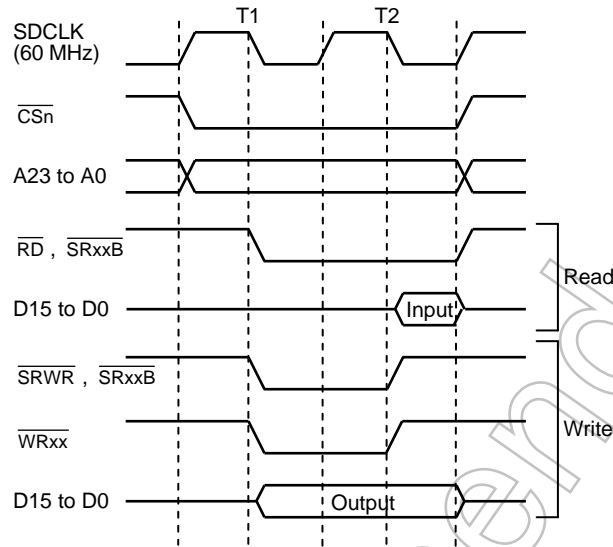 T1 T2
SDCLK
(60 MHz)
CSn
A23 to A0
RD , SRxxB
Read
D15 to D0
Input
SRWR , SRxxB
Write
WRxx
D15 to D0
Output